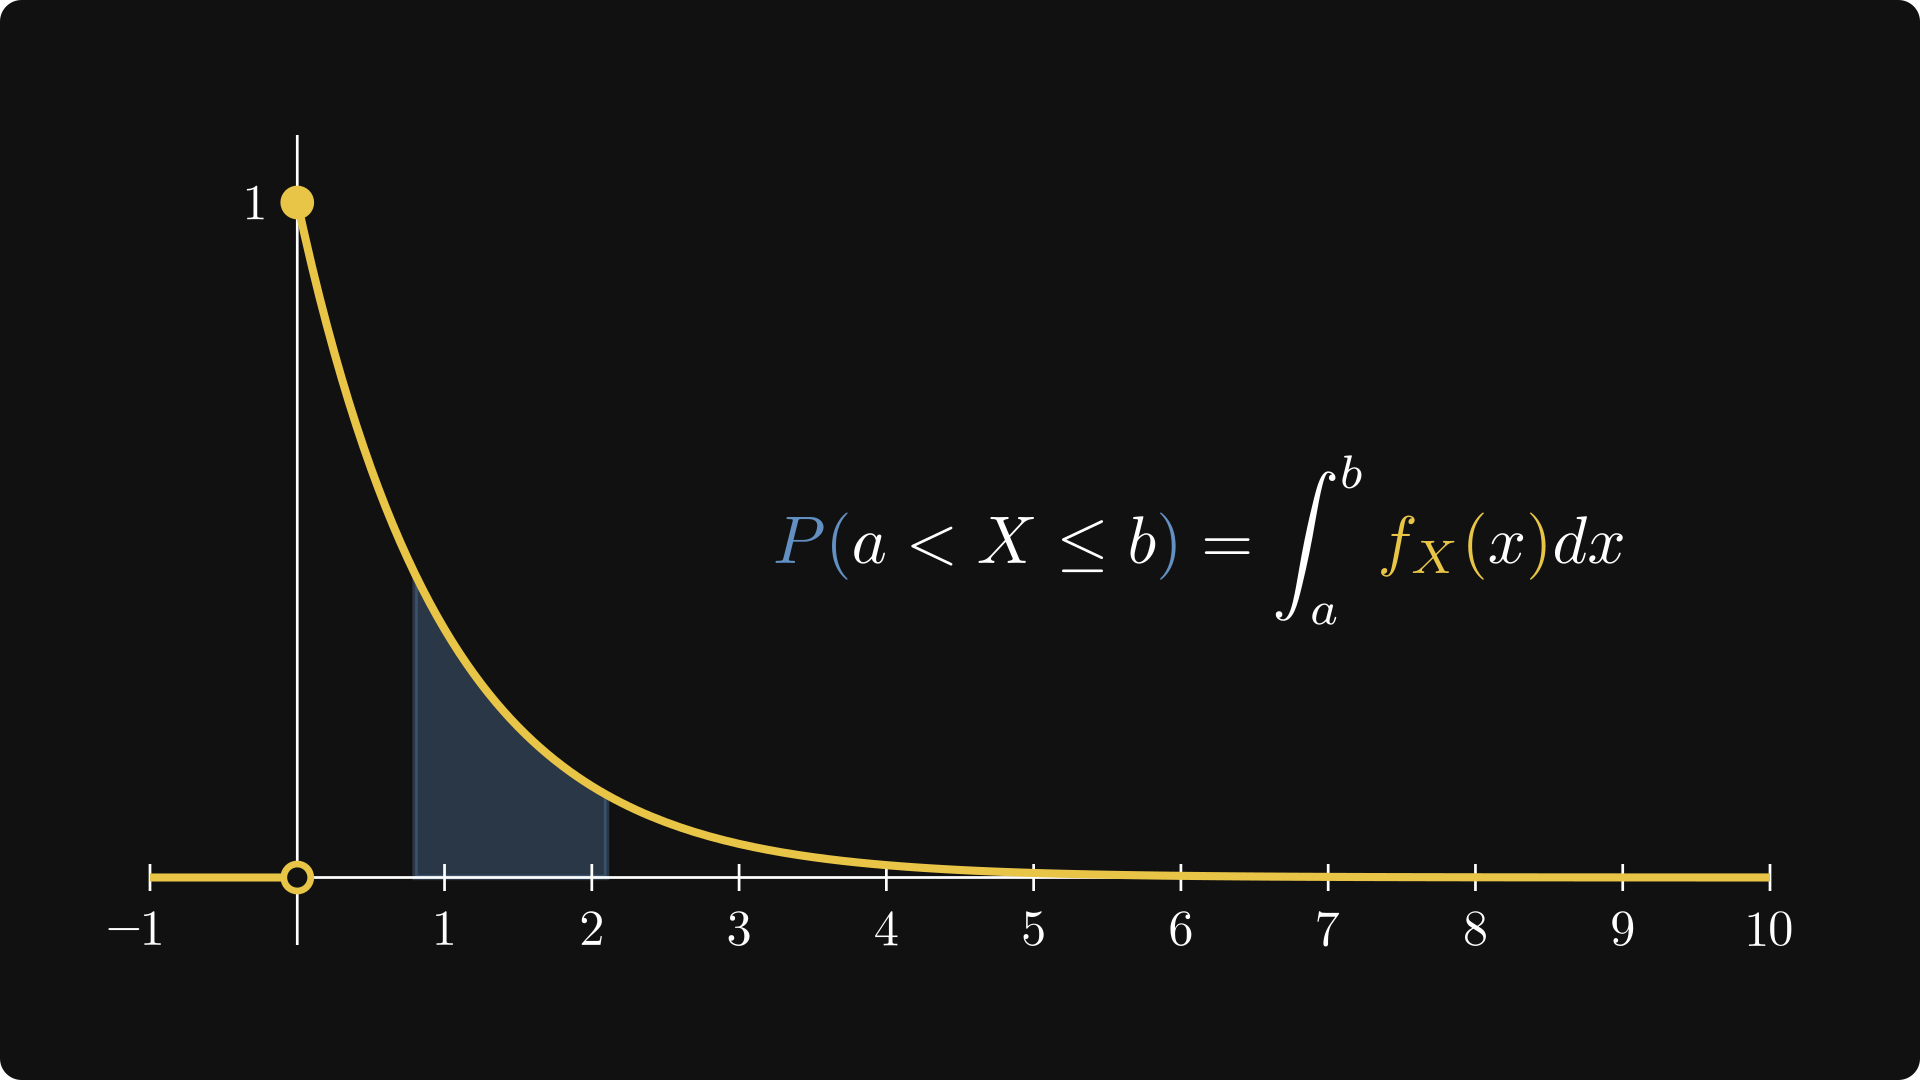 1
P(a < X ≤ b) = ∫_a^b f_X(x)dx
−1 1 2 3 4 5 6 7 8 9 10